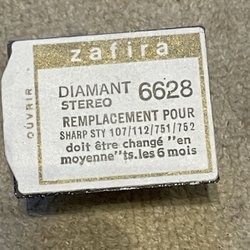 zafira
OUVRIR
DIAMANT 6628
STEREO
REMPLACEMENT POUR
SHARP STY 107/112/751/752
doit être changé "en
moyenne"ts.les 6 mois